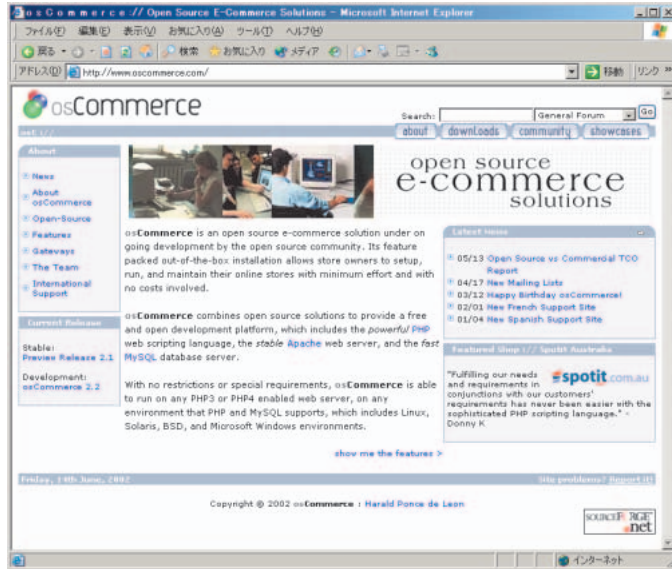 osCommerce :// Open Source E-Commerce Solutions - Microsoft Internet Explorer
ファイル(F) 編集(E) 表示(V) お気に入り(A) ツール(T) ヘルプ(H)
戻る 検索 お気に入り メディア
アドレス(D) http://www.oscommerce.com/ 移動 リンク »
osCommerce
Search: General Forum Go
net ://
about downloads community showcases
About
News
About osCommerce
Open-Source
Features
Gateways
The Team
International Support
Current Release
Stable:
Preview Release 2.1
Development:
osCommerce 2.2
open source
e-commerce
solutions
osCommerce is an open source e-commerce solution under on
going development by the open source community. Its feature
packed out-of-the-box installation allows store owners to setup,
run, and maintain their online stores with minimum effort and with
no costs involved.
osCommerce combines open source solutions to provide a free
and open development platform, which includes the powerful PHP
web scripting language, the stable Apache web server, and the fast
MySQL database server.
With no restrictions or special requirements, osCommerce is able
to run on any PHP3 or PHP4 enabled web server, on any
environment that PHP and MySQL supports, which includes Linux,
Solaris, BSD, and Microsoft Windows environments.
show me the features >
Latest News
05/13 Open Source vs Commercial TCO
Report
04/17 New Mailing Lists
03/12 Happy Birthday osCommerce!
02/01 New French Support Site
01/04 New Spanish Support Site
Featured Shop :// Spotit Australia
"Fulfilling our needs
and requirements in
conjunctions with our customers'
requirements has never been easier with the
sophisticated PHP scripting language." -
Donny K
spotit.com.au
Friday, 14th June, 2002
Site problems? Report it!
Copyright © 2002 osCommerce : Harald Ponce de Leon
SOURCEFORGE
.net
インターネット